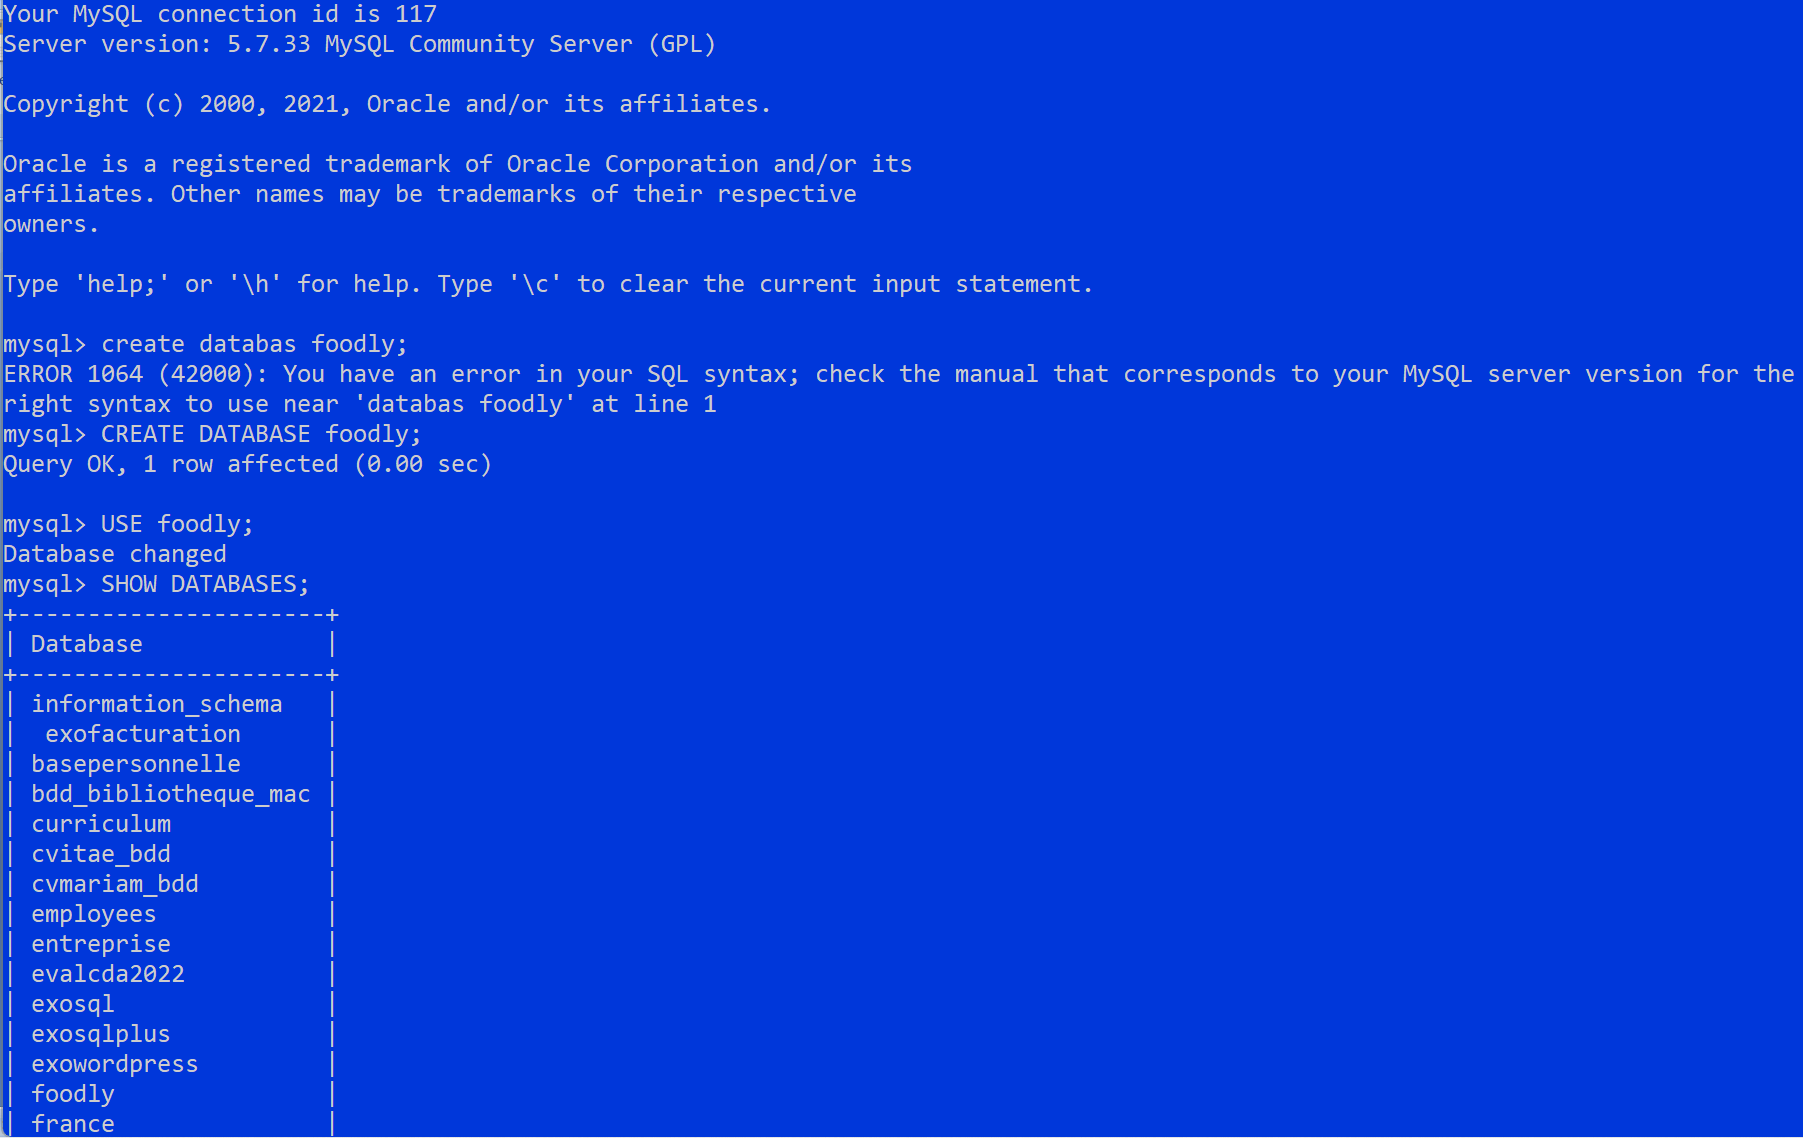 Your MySQL connection id is 117
Server version: 5.7.33 MySQL Community Server (GPL)
Copyright (c) 2000, 2021, Oracle and/or its affiliates.
Oracle is a registered trademark of Oracle Corporation and/or its
affiliates. Other names may be trademarks of their respective
owners.
Type 'help;' or '\h' for help. Type '\c' to clear the current input statement.
mysql> create databas foodly;
ERROR 1064 (42000): You have an error in your SQL syntax; check the manual that corresponds to your MySQL server version for the
right syntax to use near 'databas foodly' at line 1
mysql> CREATE DATABASE foodly;
Query OK, 1 row affected (0.00 sec)
mysql> USE foodly;
Database changed
mysql> SHOW DATABASES;
+----------------------+
| Database             |
+----------------------+
| information_schema   |
|  exofacturation      |
| basepersonnelle      |
| bdd_bibliotheque_mac |
| curriculum           |
| cvitae_bdd           |
| cvmariam_bdd         |
| employees            |
| entreprise           |
| evalcda2022          |
| exosql               |
| exosqlplus           |
| exowordpress         |
| foodly               |
| france               |